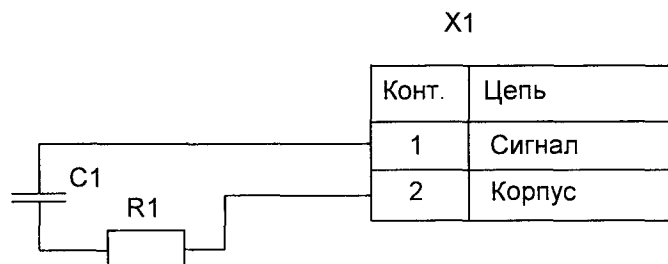 X1
Конт. Цепь
1 Сигнал
C1
2 Корпус
R1